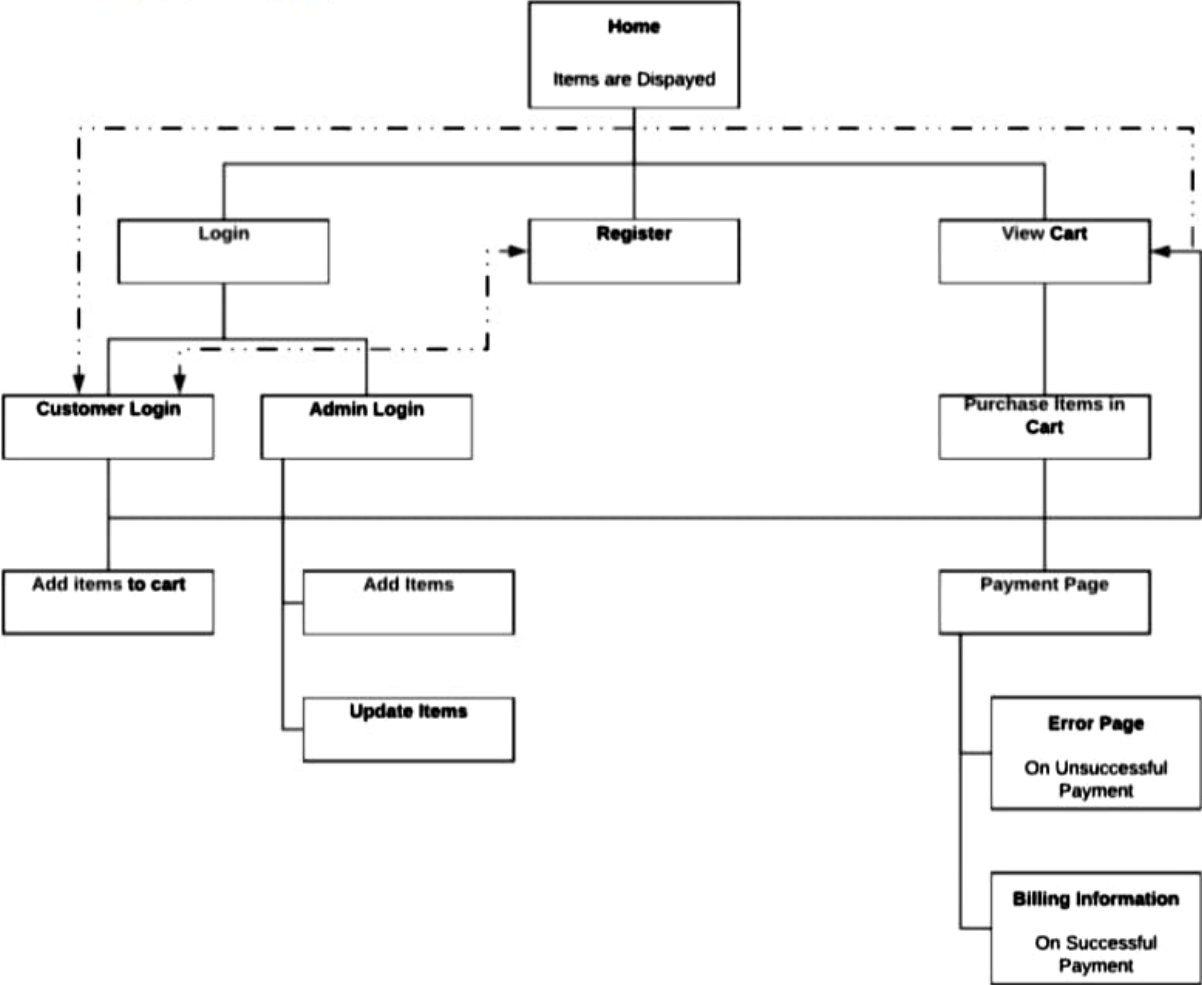 Home
Items are Dispayed
Login
Register
View Cart
Customer Login
Admin Login
Purchase Items in
Cart
Add items to cart
Add Items
Payment Page
Update Items
Error Page
On Unsuccessful
Payment
Billing Information
On Successful
Payment